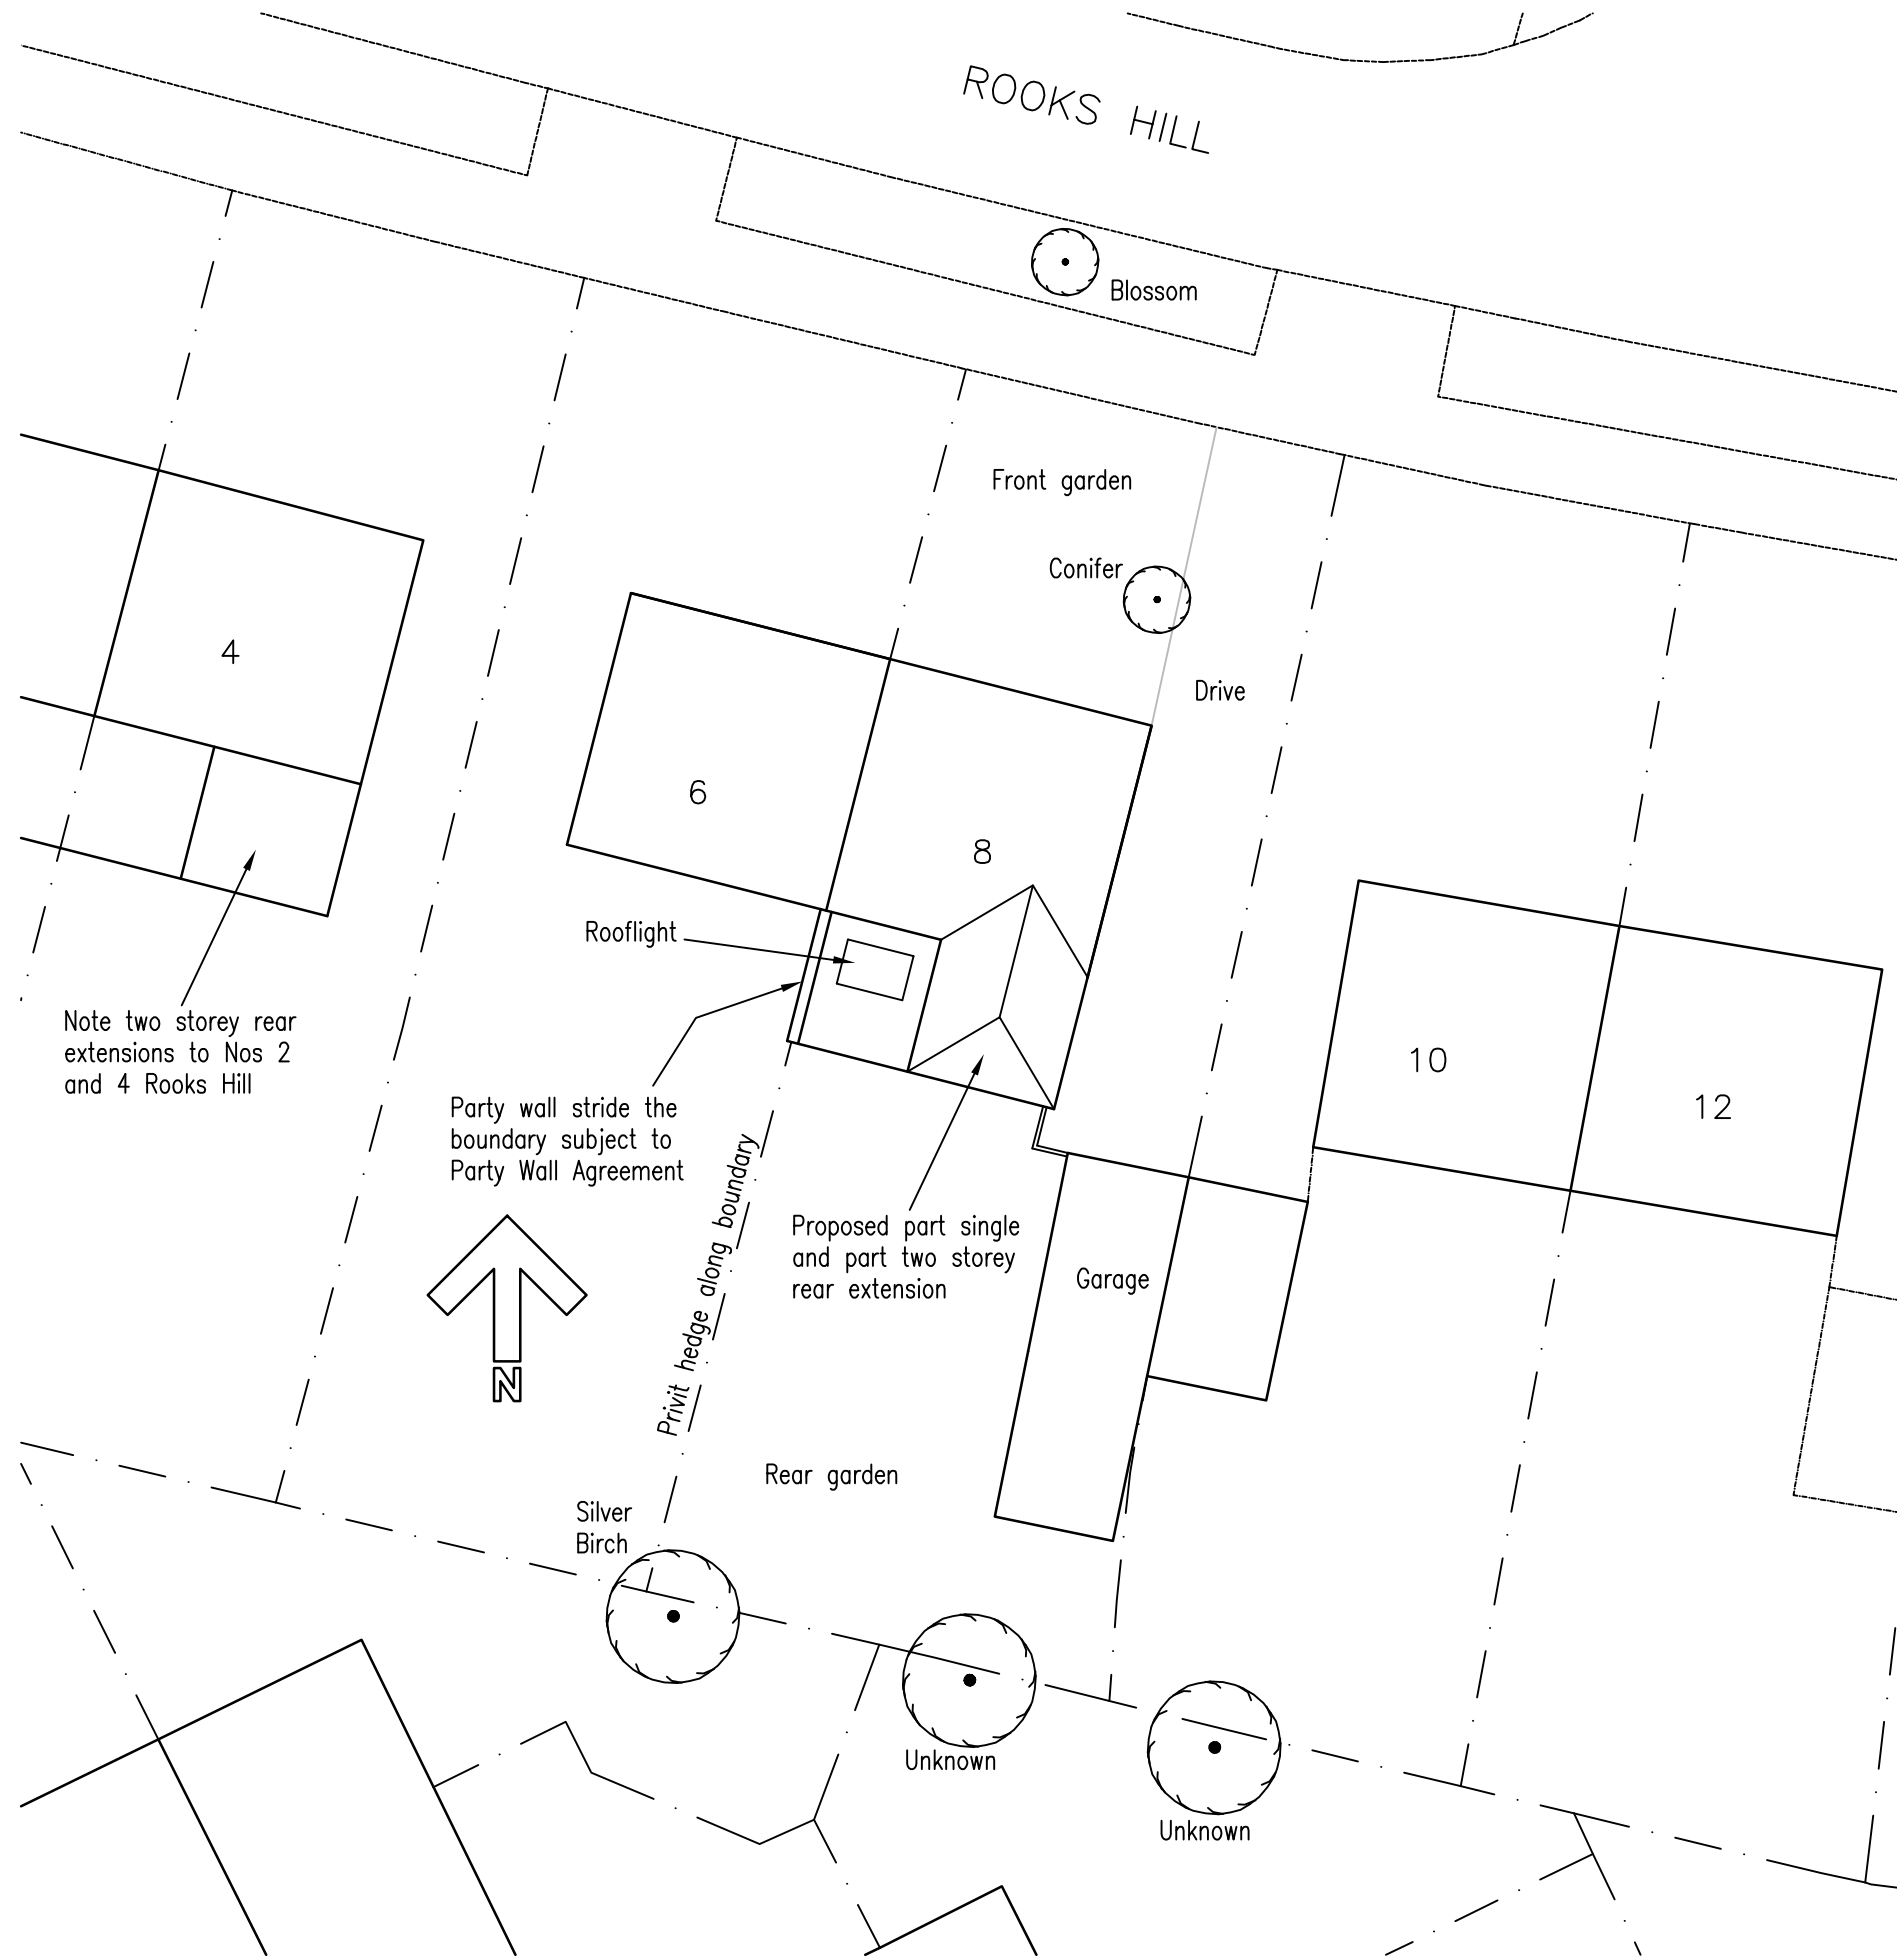 ROOKS HILL
Blossom
Front garden
Conifer
Drive
4
6
8
Rooflight
10
12
Note two storey rear
extensions to Nos 2
and 4 Rooks Hill
Party wall stride the
boundary subject to
Party Wall Agreement
Privit hedge along boundary
Proposed part single
and part two storey
rear extension
Garage
N
Rear garden
Silver
Birch
Unknown
Unknown